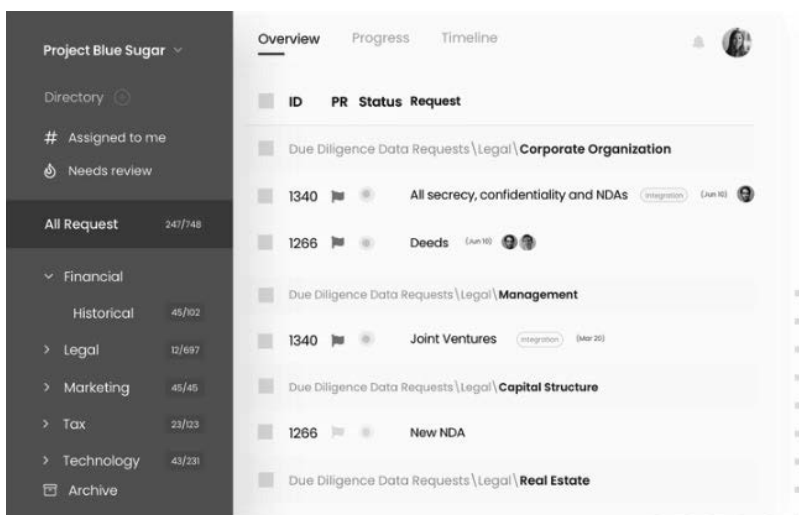 Project Blue Sugar
Directory
# Assigned to me
Needs review
All Request 247/748
Financial
Historical 45/102
Legal 12/697
Marketing 45/45
Tax 23/123
Technology 43/231
Archive
Overview Progress Timeline
ID PR Status Request
Due Diligence Data Requests\Legal\Corporate Organization
1340 All secrecy, confidentiality and NDAs Integration (Jun 10)
1266 Deeds (Jun 10)
Due Diligence Data Requests\Legal\Management
1340 Joint Ventures Integration (Mar 20)
Due Diligence Data Requests\Legal\Capital Structure
1266 New NDA
Due Diligence Data Requests\Legal\Real Estate